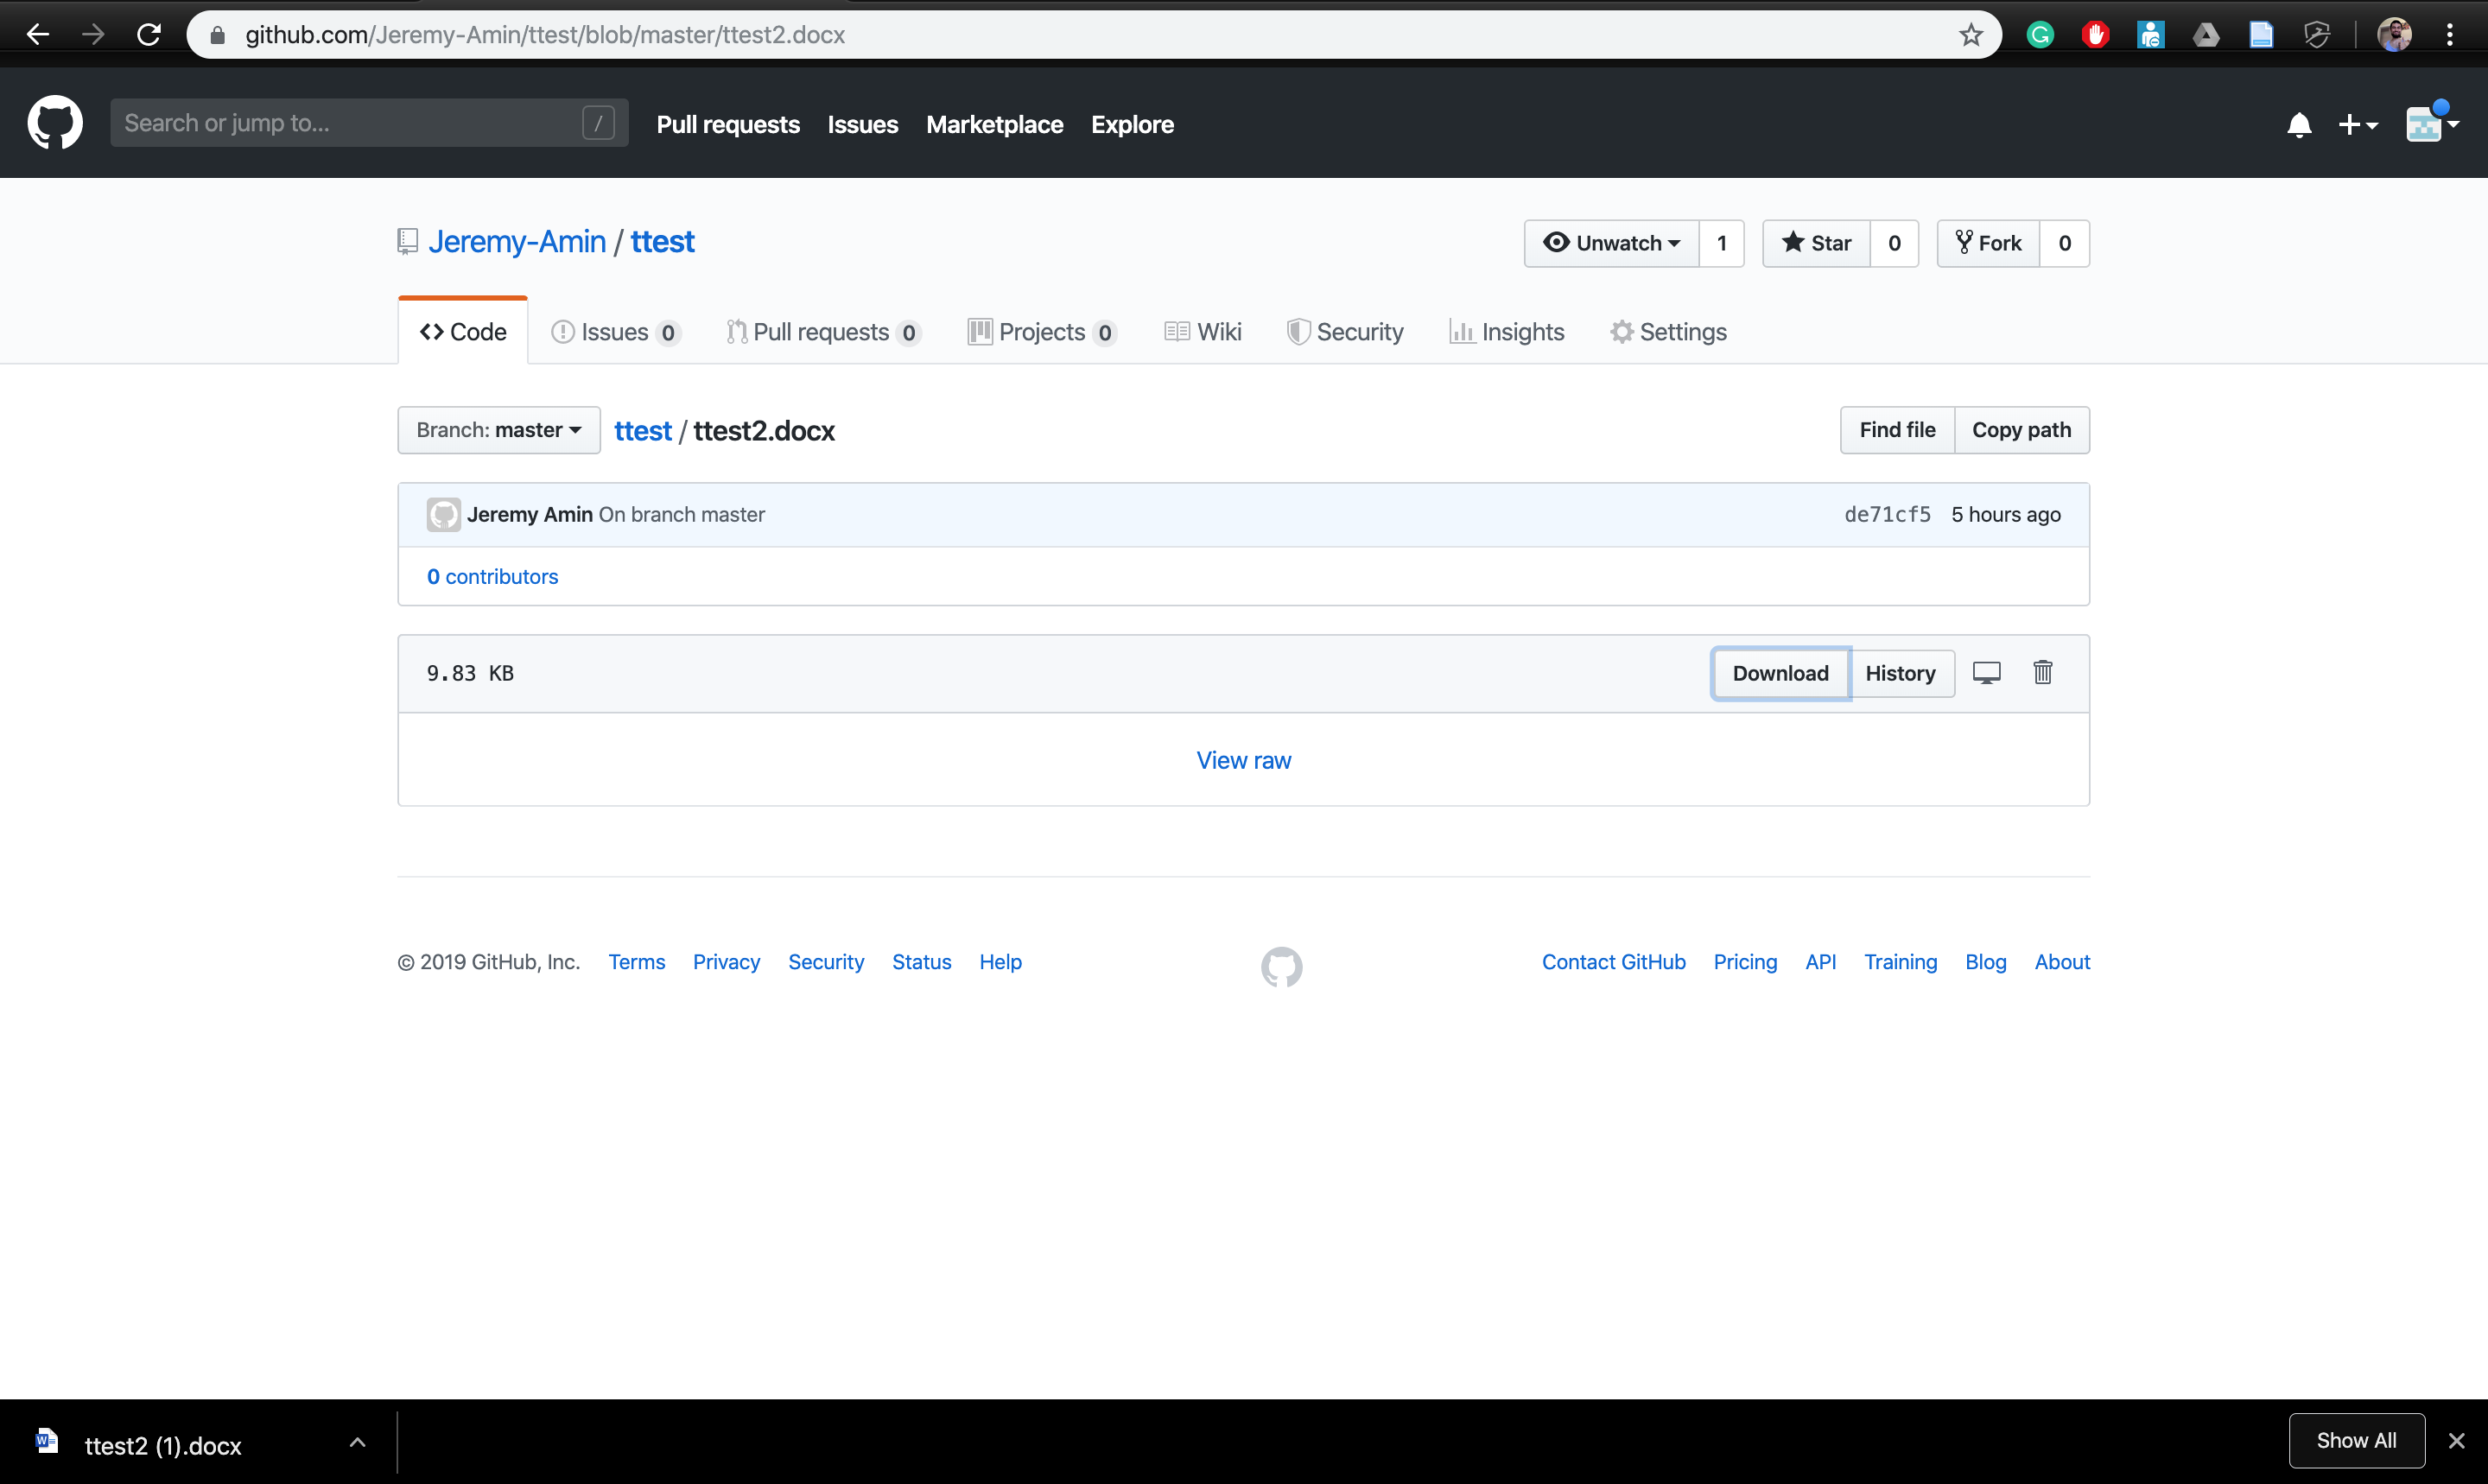 github.com/Jeremy-Amin/ttest/blob/master/ttest2.docx
Search or jump to... / Pull requests Issues Marketplace Explore
Jeremy-Amin / ttest Unwatch 1 Star 0 Fork 0
Code Issues 0 Pull requests 0 Projects 0 Wiki Security Insights Settings
Branch: master ttest / ttest2.docx Find file Copy path
Jeremy Amin On branch master de71cf5 5 hours ago
0 contributors
9.83 KB Download History
View raw
© 2019 GitHub, Inc. Terms Privacy Security Status Help Contact GitHub Pricing API Training Blog About
ttest2 (1).docx Show All